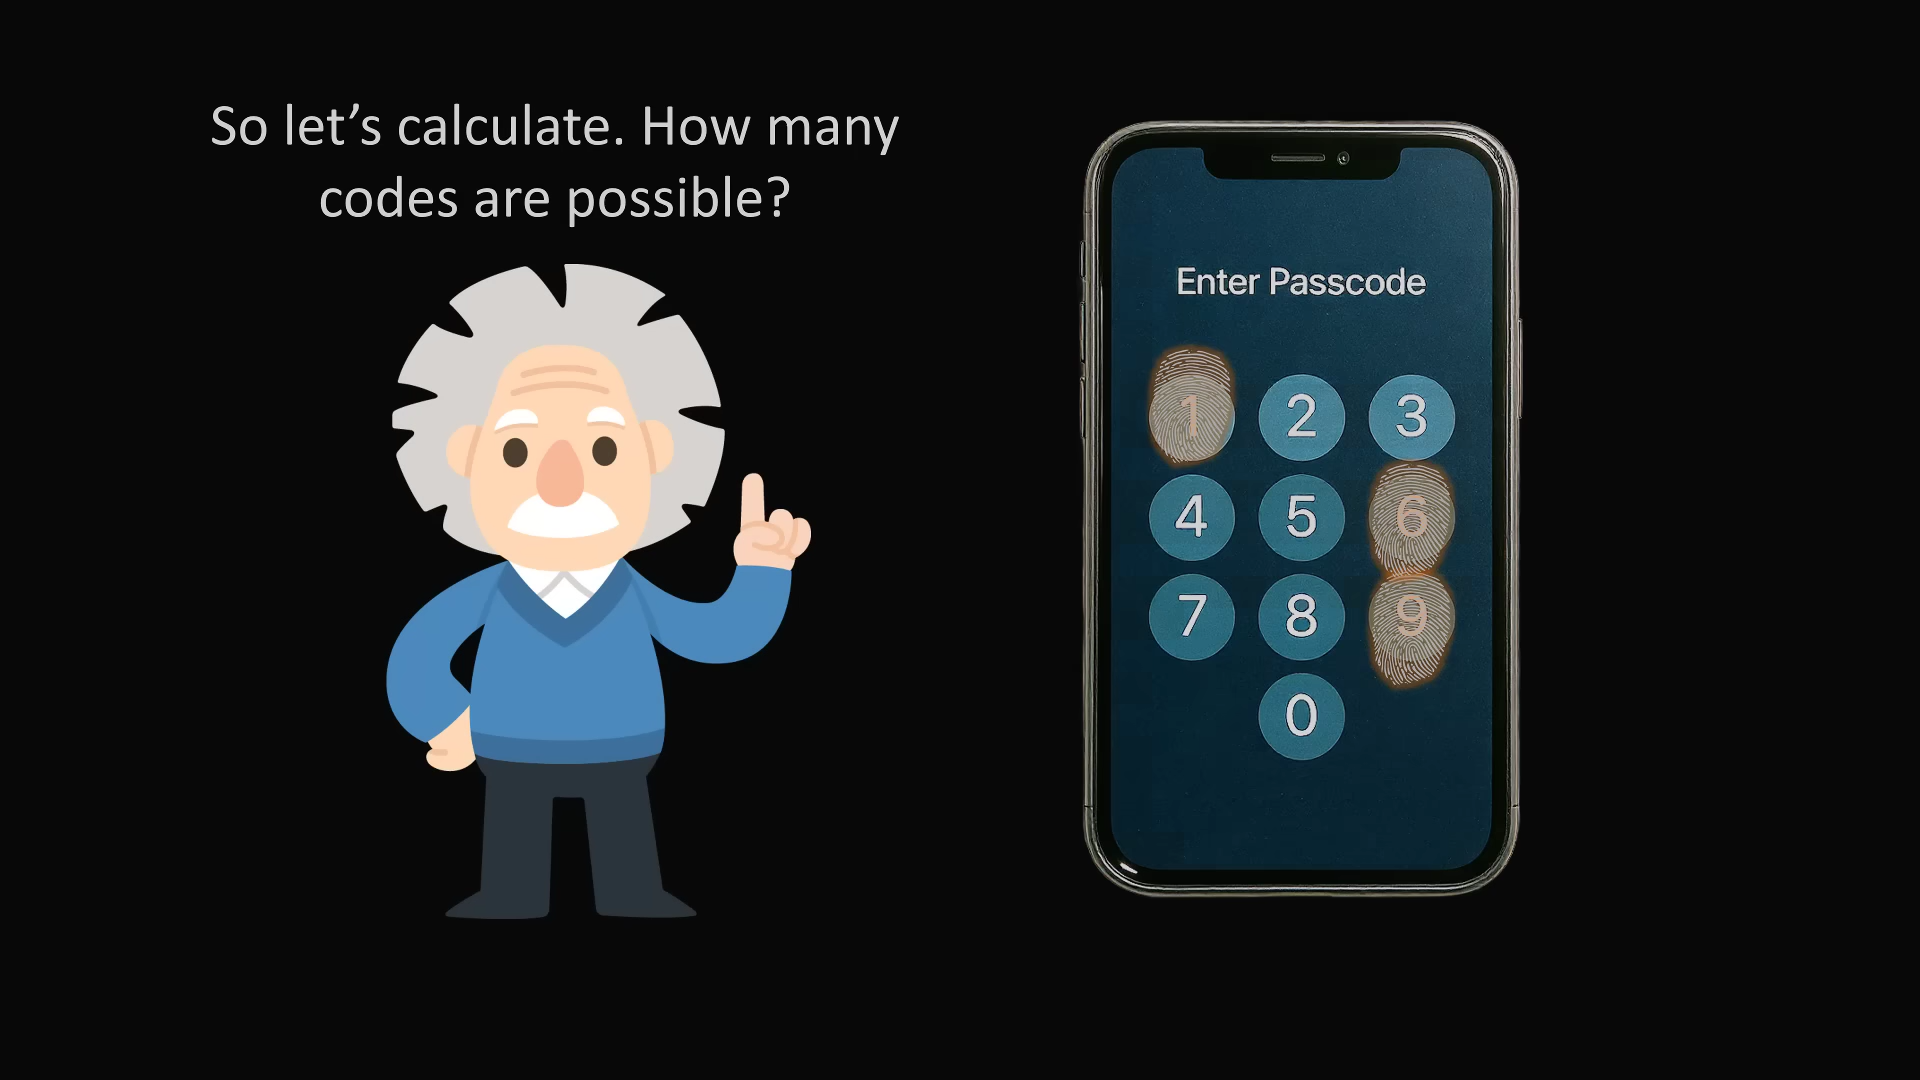 So let’s calculate. How many
codes are possible?
Enter Passcode
1 2 3
4 5 6
7 8 9
0